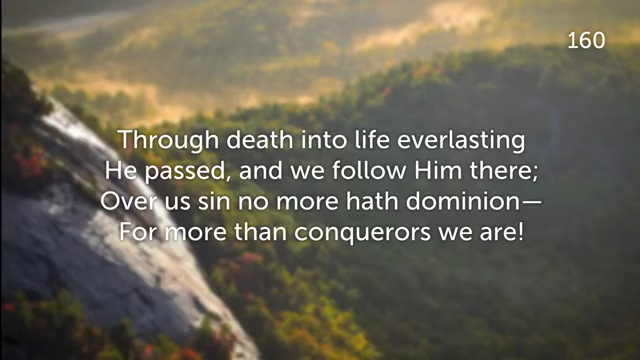 160
Through death into life everlasting
He passed, and we follow Him there;
Over us sin no more hath dominion—
For more than conquerors we are!